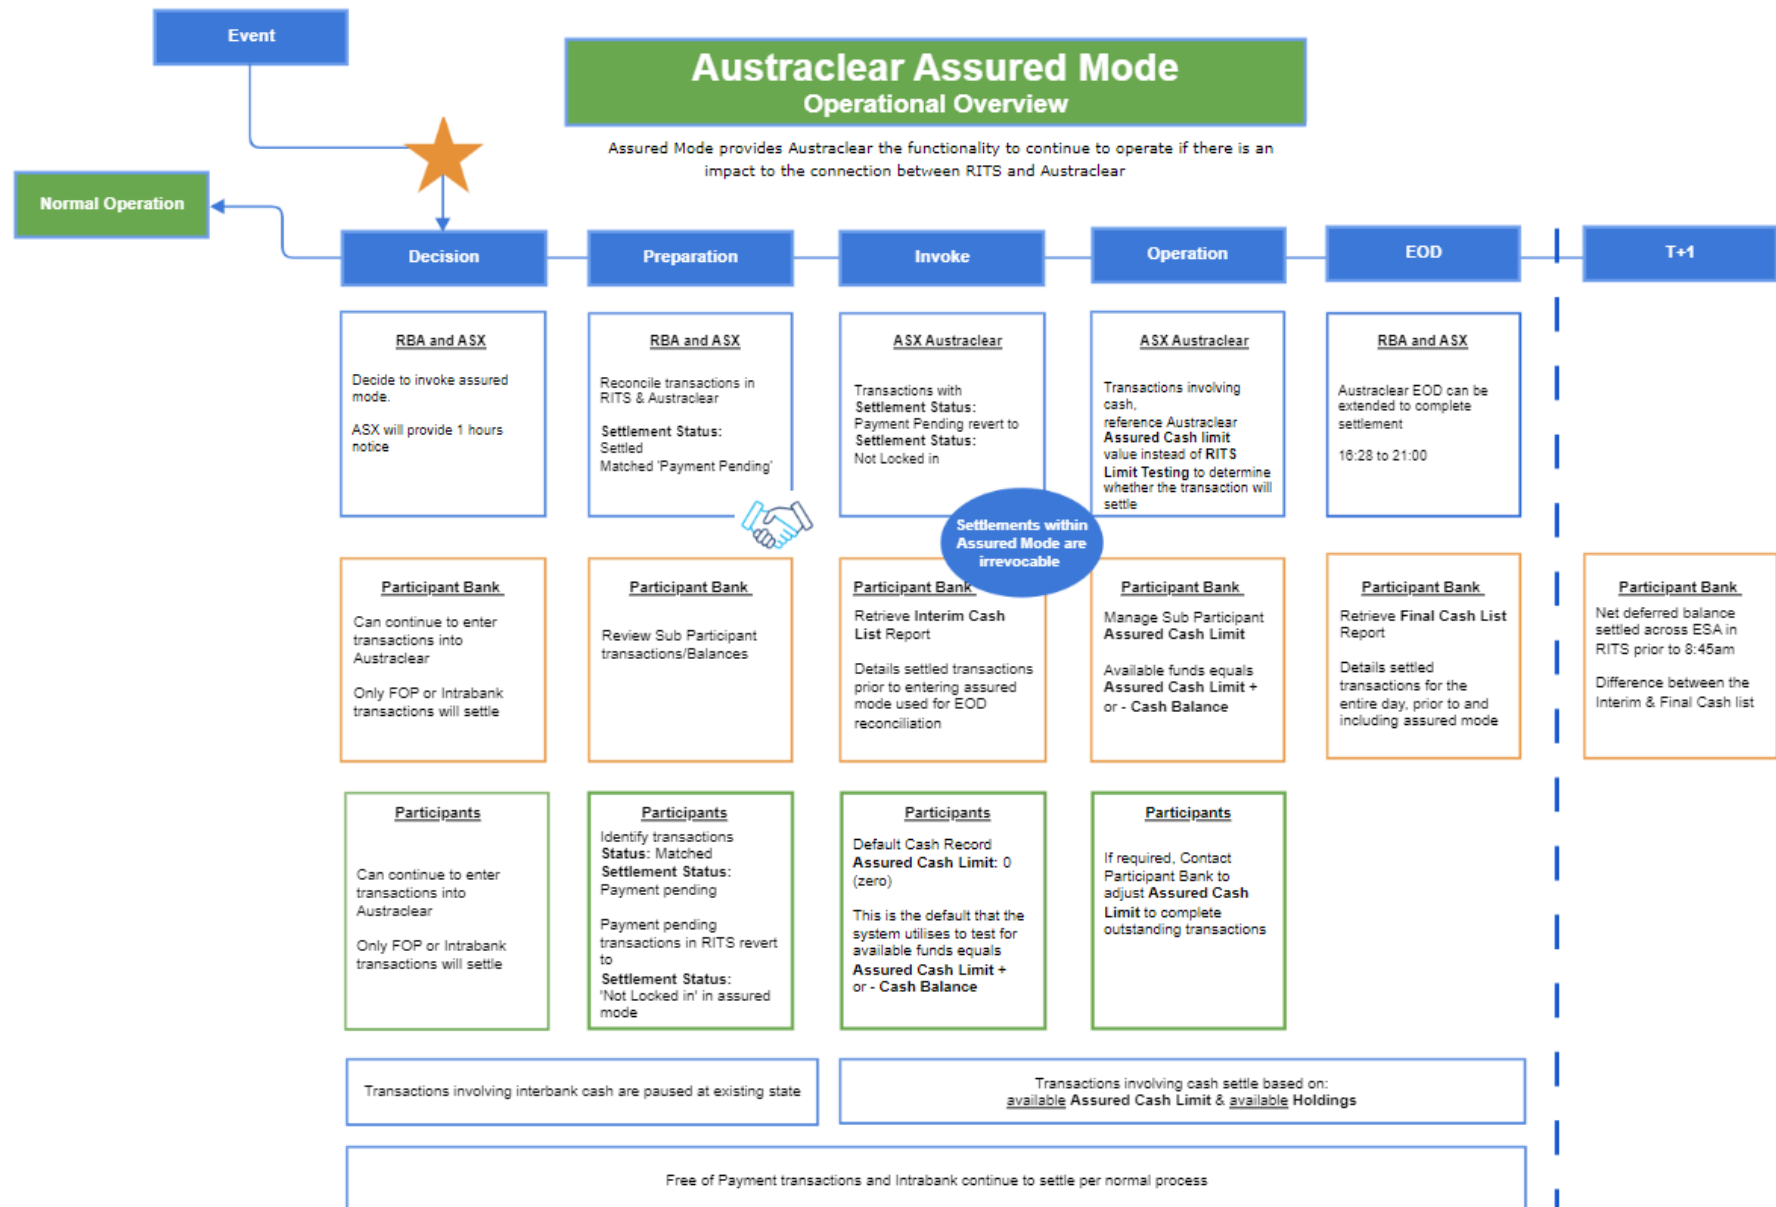 Event
Austraclear Assured Mode
Operational Overview
Assured Mode provides Austraclear the functionality to continue to operate if there is an
impact to the connection between RITS and Austraclear
Normal Operation
Decision
Preparation
Invoke
Operation
EOD
T+1
RBA and ASX
Decide to invoke assured
mode.
ASX will provide 1 hours
notice
RBA and ASX
Reconcile transactions in
RITS & Austraclear
Settlement Status:
Settled
Matched 'Payment Pending'
ASX Austraclear
Transactions with
Settlement Status:
Payment Pending revert to
Settlement Status:
Not Locked in
ASX Austraclear
Transactions involving
cash,
reference Austraclear
Assured Cash limit
value instead of RITS
Limit Testing to determine
whether the transaction will
settle
RBA and ASX
Austraclear EOD can be
extended to complete
settlement
16:28 to 21:00
Settlements within
Assured Mode are
irrevocable
Participant Bank
Can continue to enter
transactions into
Austraclear
Only FOP or Intrabank
transactions will settle
Participant Bank
Review Sub Participant
transactions/Balances
Participant Bank
Retrieve Interim Cash
List Report
Details settled transactions
prior to entering assured
mode used for EOD
reconciliation
Participant Bank
Manage Sub Participant
Assured Cash Limit
Available funds equals
Assured Cash Limit +
or - Cash Balance
Participant Bank
Retrieve Final Cash List
Report
Details settled
transactions for the
entire day, prior to and
including assured mode
Participant Bank
Net deferred balance
settled across ESA in
RITS prior to 8:45am
Difference between the
Interim & Final Cash list
Participants
Can continue to enter
transactions into
Austraclear
Only FOP or Intrabank
transactions will settle
Participants
Identify transactions
Status: Matched
Settlement Status:
Payment pending
Payment pending
transactions in RITS revert
to
Settlement Status:
'Not Locked in' in assured
mode
Participants
Default Cash Record
Assured Cash Limit: 0
(zero)
This is the default that the
system utilises to test for
available funds equals
Assured Cash Limit +
or - Cash Balance
Participants
If required, Contact
Participant Bank to
adjust Assured Cash
Limit to complete
outstanding transactions
Transactions involving interbank cash are paused at existing state
Transactions involving cash settle based on:
available Assured Cash Limit & available Holdings
Free of Payment transactions and Intrabank continue to settle per normal process